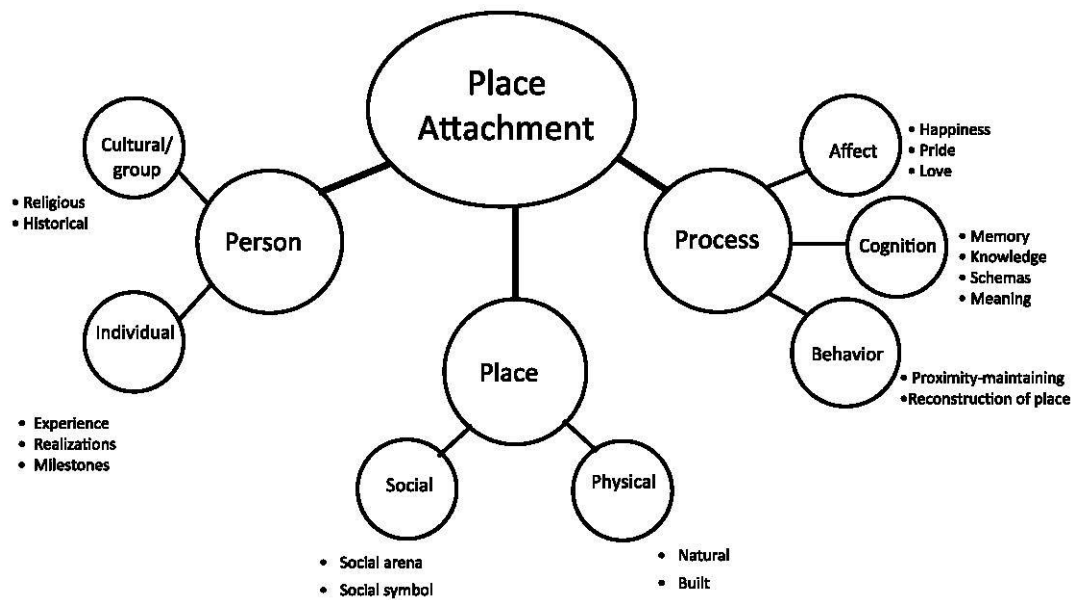 Place
Attachment
Cultural/
group
• Religious
• Historical
Person
Individual
• Experience
• Realizations
• Milestones
Place
Social
• Social arena
• Social symbol
Physical
• Natural
• Built
Process
Affect
• Happiness
• Pride
• Love
Cognition
• Memory
• Knowledge
• Schemas
• Meaning
Behavior
• Proximity-maintaining
•Reconstruction of place